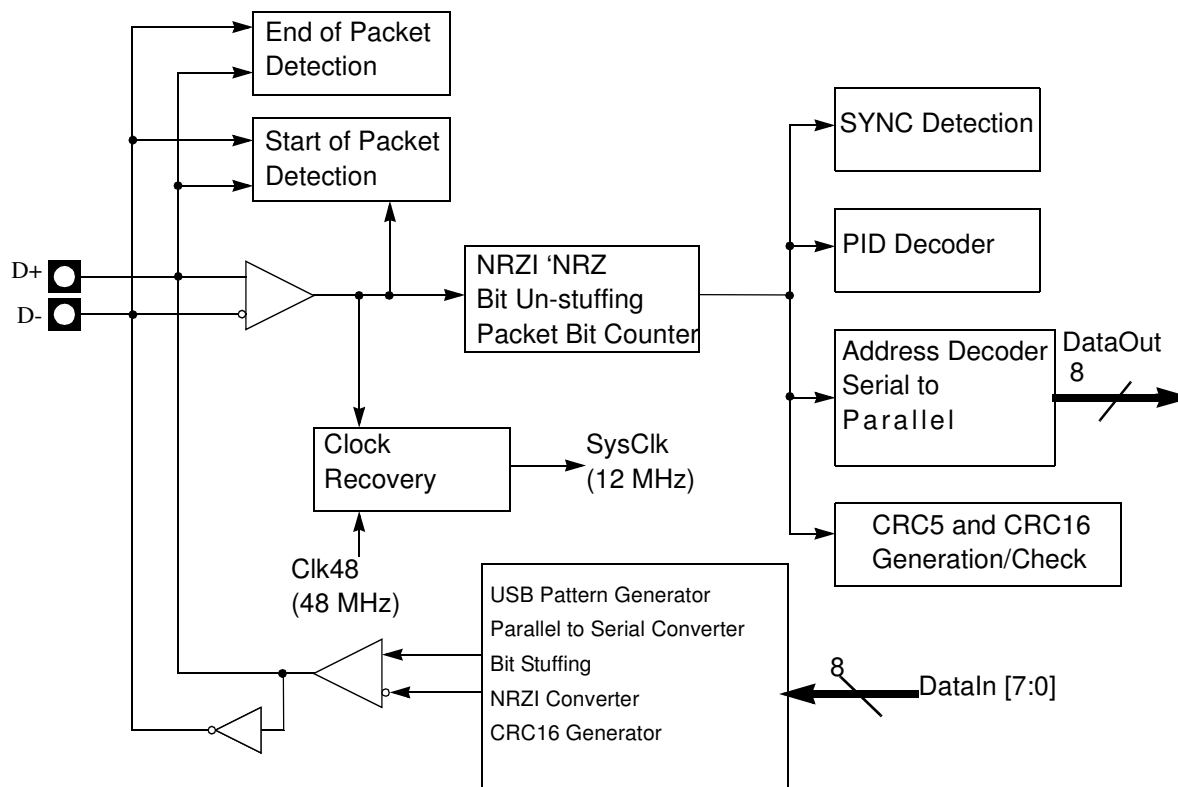 End of Packet
Detection
Start of Packet
Detection
SYNC Detection
PID Decoder
D+
D-
NRZI ‘NRZ
Bit Un-stuffing
Packet Bit Counter
Address Decoder
Serial to
Parallel
DataOut
8
Clock
Recovery
SysClk
(12 MHz)
CRC5 and CRC16
Generation/Check
Clk48
(48 MHz)
USB Pattern Generator
Parallel to Serial Converter
Bit Stuffing
NRZI Converter
CRC16 Generator
8
DataIn [7:0]